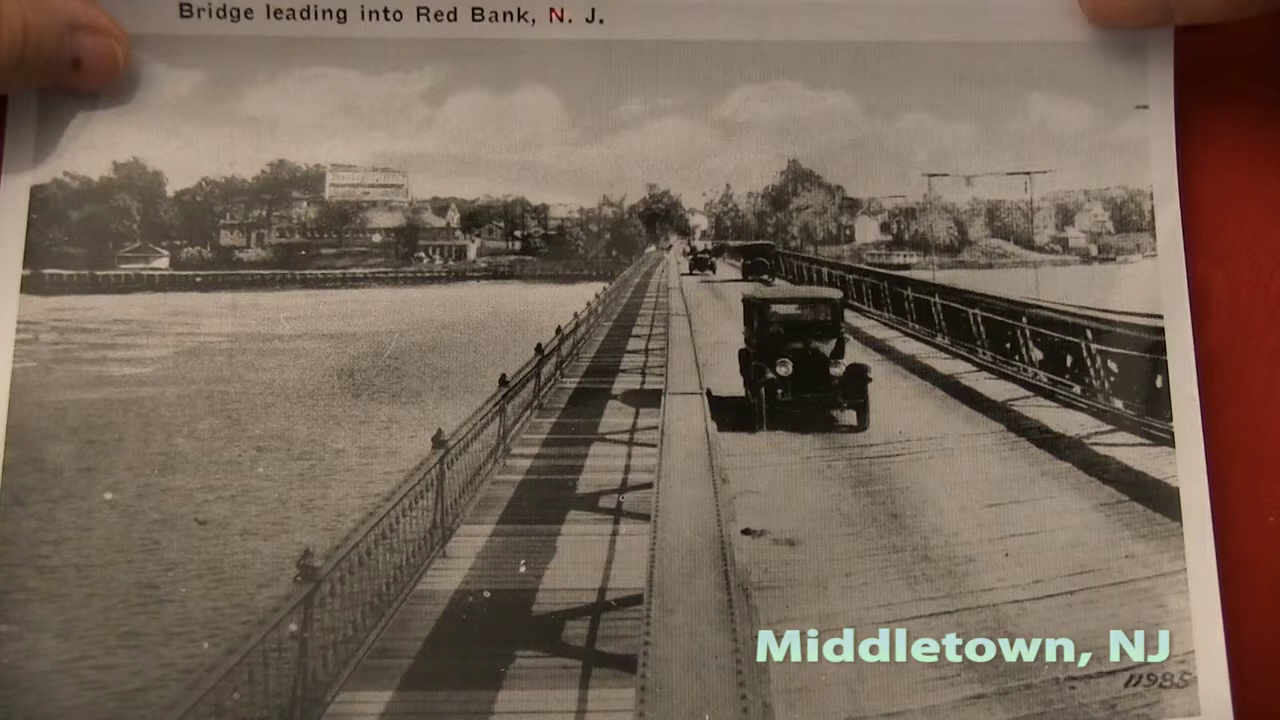 Bridge leading into Red Bank, N. J.
Middletown, NJ
11985